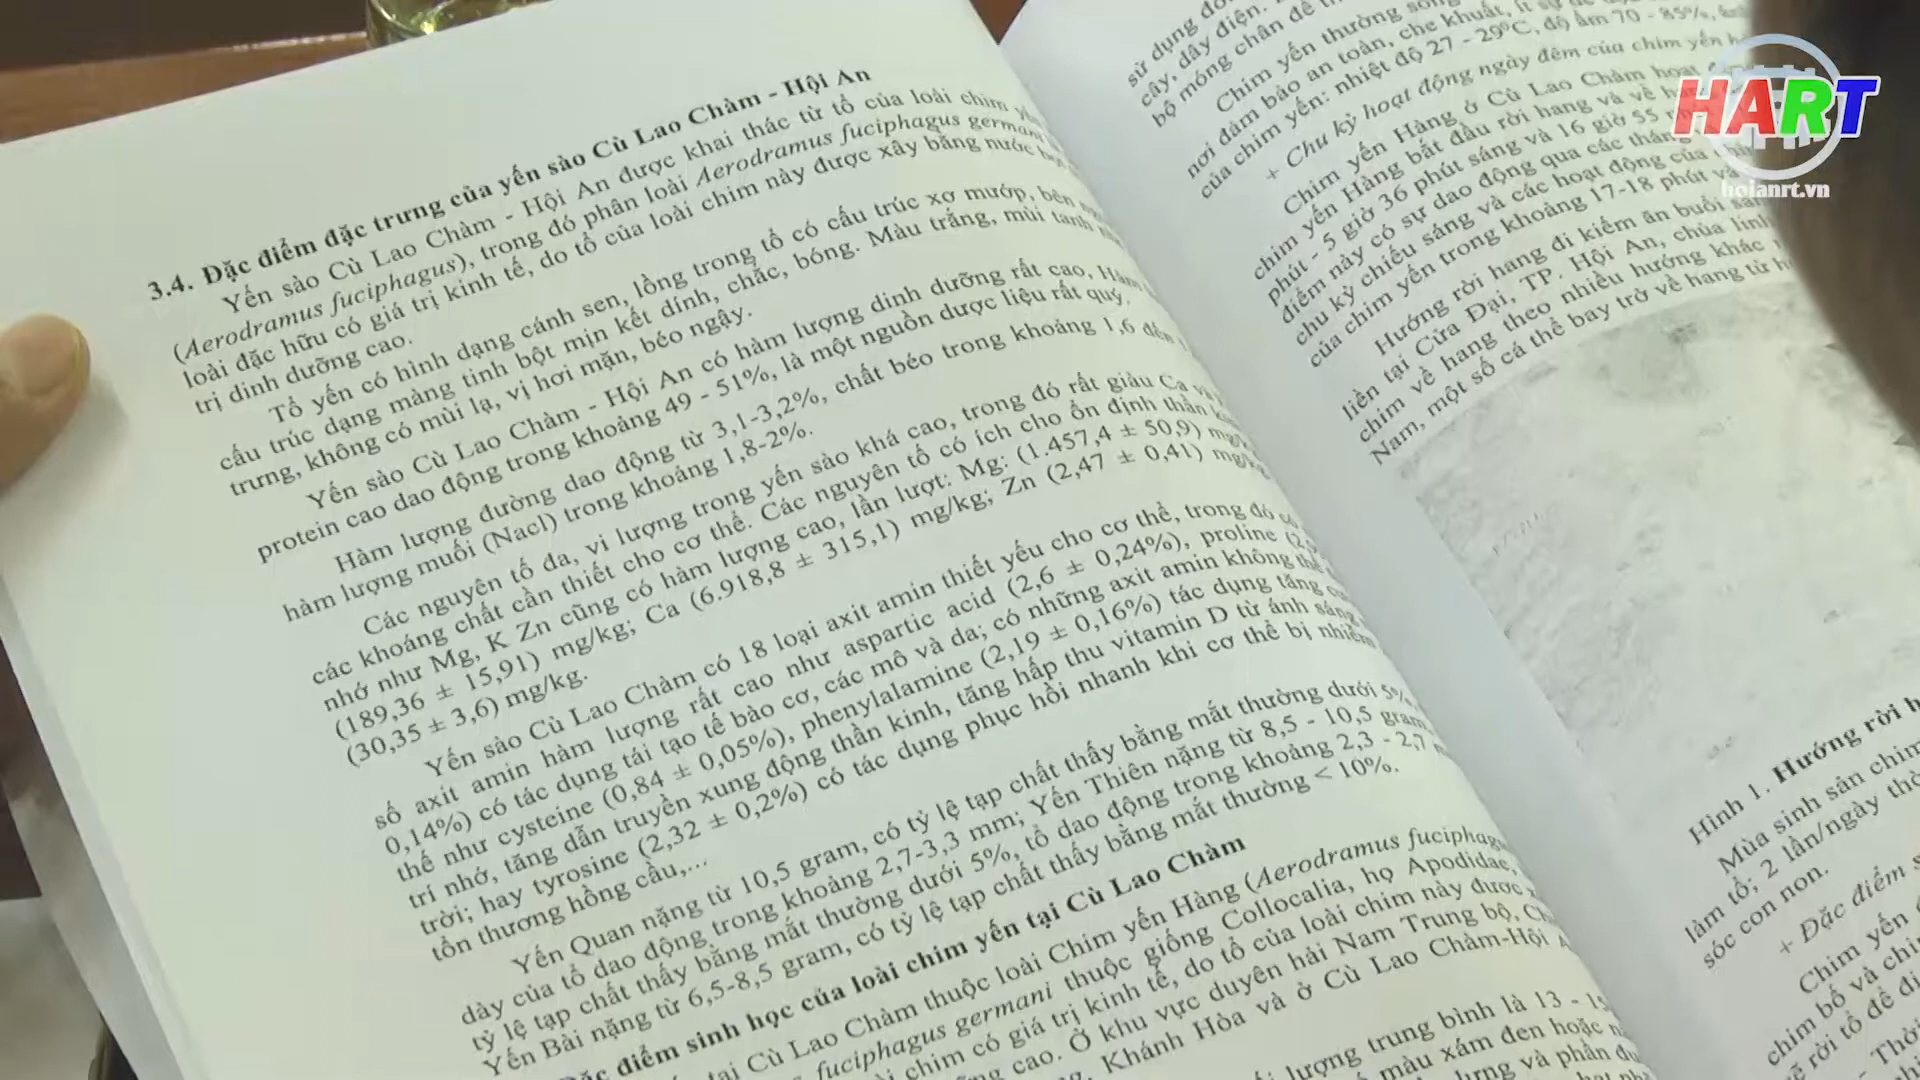 3.4. Đặc điểm đặc trưng của yến sào Cù Lao Chàm - Hội An
Yến sào Cù Lao Chàm - Hội An được khai thác từ tổ của loài chim
(Aerodramus fuciphagus), trong đó phân loài Aerodramus fuciphagus germani
loài đặc hữu có giá trị kinh tế, do tổ của loài chim này được xây bằng nước
trị dinh dưỡng cao.
Tổ yến có hình dạng cánh sen, lồng trong tổ có cấu trúc xơ mướp, bên
cấu trúc dạng màng tinh bột mịn kết dính, chắc, bóng. Màu trắng, mùi tanh
trưng, không có mùi lạ, vị hơi mặn, béo ngậy.
Yến sào Cù Lao Chàm - Hội An có hàm lượng dinh dưỡng rất cao,
protein cao dao động trong khoảng 49 - 51%, là một nguồn dược liệu rất quý.
Hàm lượng đường dao động từ 3,1-3,2%, chất béo trong khoảng 1,6 đến
hàm lượng muối (Nacl) trong khoảng 1,8-2%.
Các nguyên tố đa, vi lượng trong yến sào khá cao, trong đó rất giàu Ca
các khoáng chất cần thiết cho cơ thể. Các nguyên tố có ích cho ổn định thần
nhớ như Mg, K Zn cũng có hàm lượng cao, lần lượt: Mg: (1.457,4 ± 50,9)
(189,36 ± 15,91) mg/kg; Ca (6.918,8 ± 315,1) mg/kg; Zn (2,47 ± 0,41) mg/kg
(30,35 ± 3,6) mg/kg.
Yến sào Cù Lao Chàm có 18 loại axit amin thiết yếu cho cơ thể, trong đó
số axit amin hàm lượng rất cao như aspartic acid (2,6 ± 0,24%), proline
0,14%) có tác dụng tái tạo tế bào cơ, các mô và da; có những axit amin không
thế như cysteine (0,84 ± 0,05%), phenylalamine (2,19 ± 0,16%) tác dụng tăng
trí nhớ, tăng dẫn truyền xung động thần kinh, tăng hấp thu vitamin D từ ánh sáng
trời; hay tyrosine (2,32 ± 0,2%) có tác dụng phục hồi nhanh khi cơ thể bị
tổn thương hồng cầu,...
Yến Quan nặng từ 10,5 gram, có tỷ lệ tạp chất thấy bằng mắt thường dưới 5%,
dày của tổ dao động trong khoảng 2,7-3,3 mm; Yến Thiên nặng từ 8,5 - 10,5 gram
tỷ lệ tạp chất thấy bằng mắt thường dưới 5%, tổ dao động trong khoảng 2,3 - 2,7
Yến Bài nặng từ 6,5-8,5 gram, có tỷ lệ tạp chất thấy bằng mắt thường < 10%.
điểm sinh học của loài chim yến tại Cù Lao Chàm
tại Cù Lao Chàm thuộc loài Chim yến Hàng (Aerodramus fuciphagus
fuciphagus germani thuộc giống Collocalia, họ Apodidae,
chim có giá trị kinh tế, do tổ của loài chim này được
cao. Ở khu vực duyên hải Nam Trung bộ,
Khánh Hòa và ở Cù Lao Chàm-Hội
lượng trung bình là 13 - 15
màu xám đen hoặc
lưng và phần
sử dụng
cây, dây điện.
bộ móng chân để
Chim yến thường
nơi đảm bảo an toàn, che khuất, ít
của chim yến: nhiệt độ 27 - 29ºC, độ ẩm 70 - 85%,
+ Chu kỳ hoạt động ngày đêm của chim yến
Chim yến Hàng ở Cù Lao Chàm hoạt
chim yến Hàng bắt đầu rời hang và về
phút - 5 giờ 36 phút sáng và 16 giờ 55
điểm này có sự dao động qua các tháng
chu kỳ chiếu sáng và các hoạt động của
của chim yến trong khoảng 17-18 phút và
Hướng rời hang đi kiếm ăn buổi
liền tại Cửa Đại, TP. Hội An, chùa
chim về hang theo nhiều hướng khác
Nam, một số cá thể bay trở về hang từ
Hình 1. Hướng rời
Mùa sinh sản chim
làm tổ; 2 lần/ngày
sóc con non.
+ Đặc điểm
Chim yến
chim bố và
rời tổ để đi
HART
hoianrt.vn